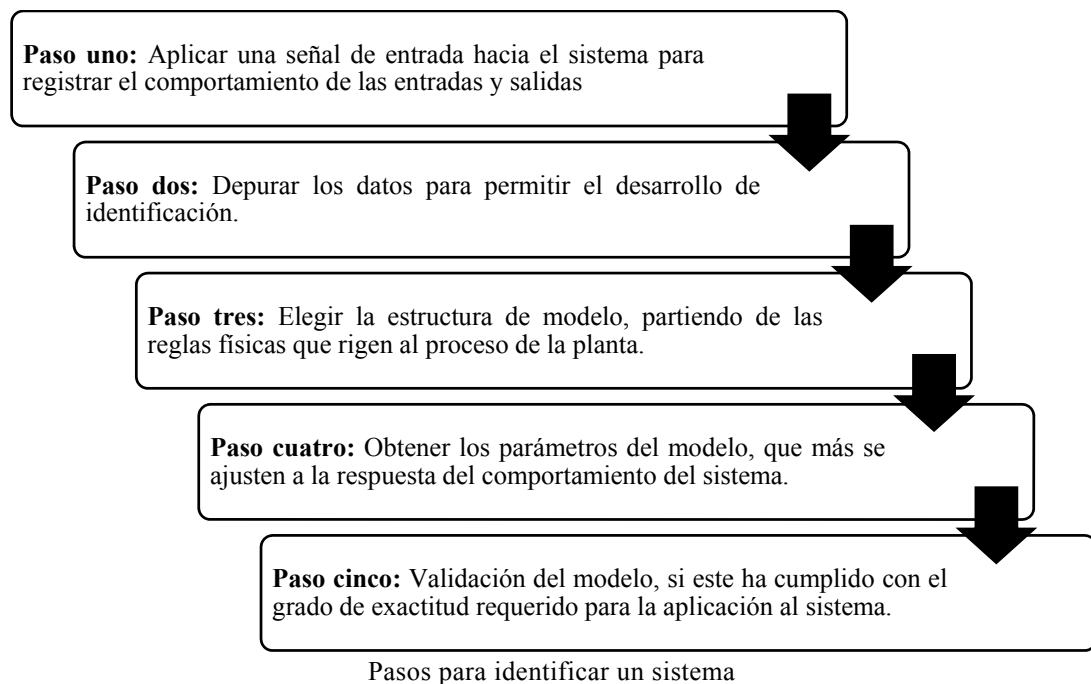 Paso uno: Aplicar una señal de entrada hacia el sistema para
registrar el comportamiento de las entradas y salidas
Paso dos: Depurar los datos para permitir el desarrollo de
identificación.
Paso tres: Elegir la estructura de modelo, partiendo de las
reglas físicas que rigen al proceso de la planta.
Paso cuatro: Obtener los parámetros del modelo, que más se
ajusten a la respuesta del comportamiento del sistema.
Paso cinco: Validación del modelo, si este ha cumplido con el
grado de exactitud requerido para la aplicación al sistema.
Pasos para identificar un sistema